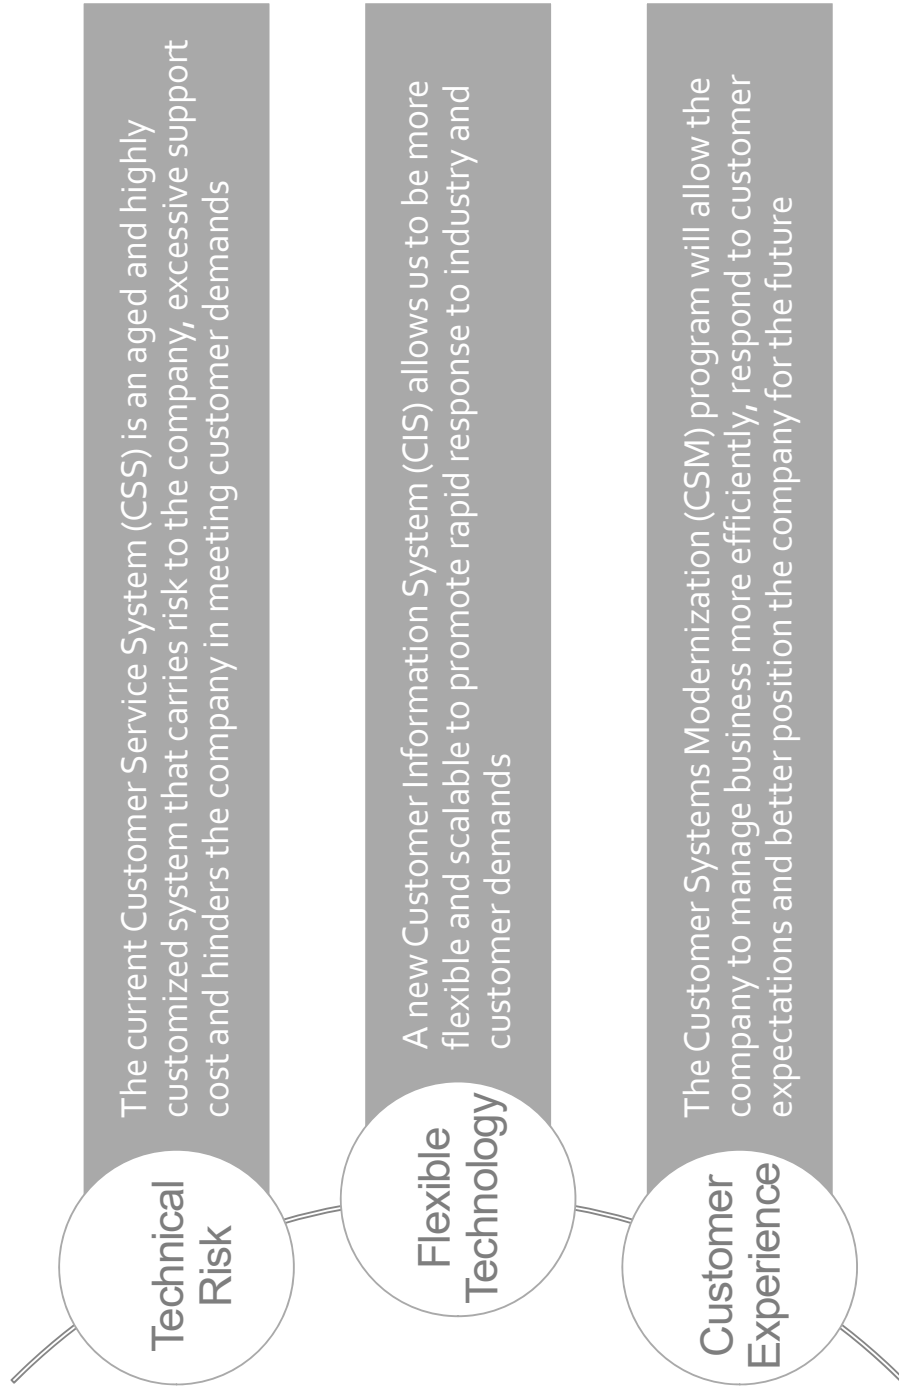 Technical
Risk
The current Customer Service System (CSS) is an aged and highly
customized system that carries risk to the company, excessive support
cost and hinders the company in meeting customer demands
Flexible
Technology
A new Customer Information System (CIS) allows us to be more
flexible and scalable to promote rapid response to industry and
customer demands
Customer
Experience
The Customer Systems Modernization (CSM) program will allow the
company to manage business more efficiently, respond to customer
expectations and better position the company for the future